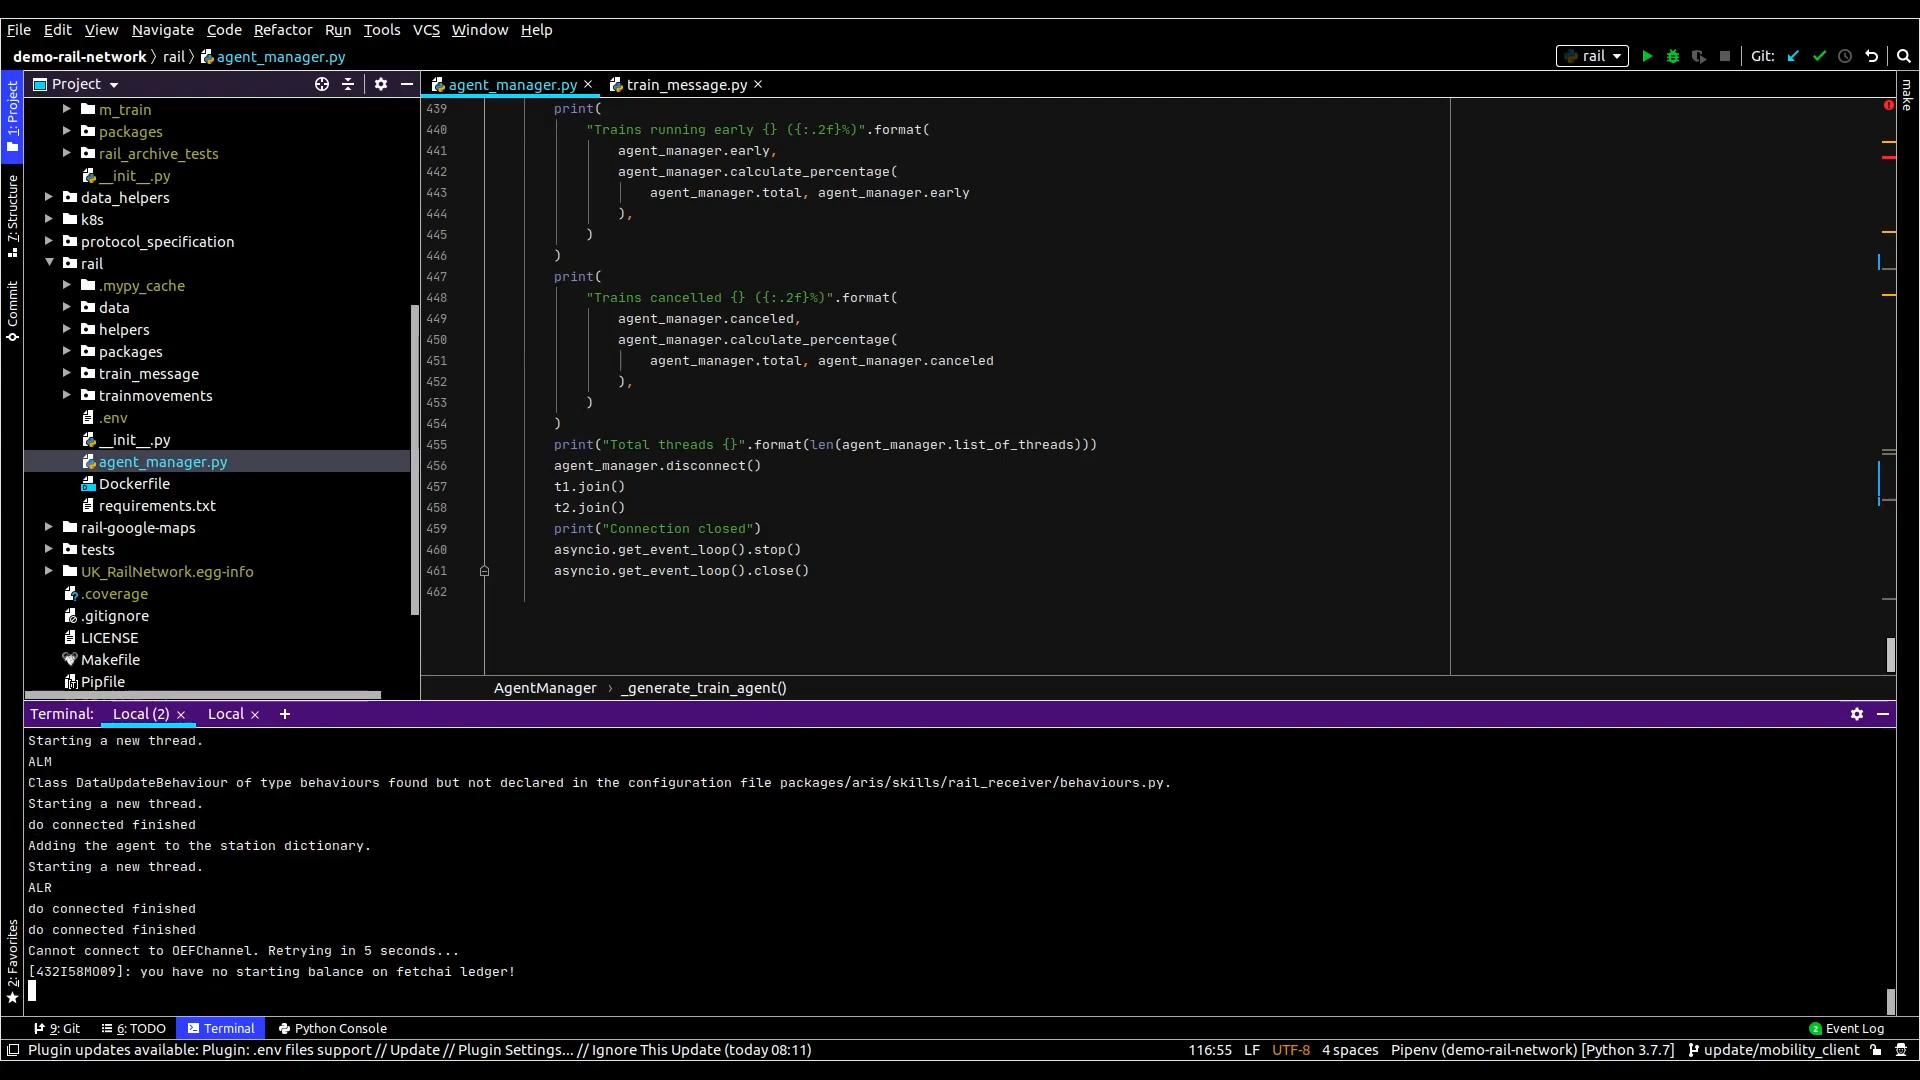 File Edit View Navigate Code Refactor Run Tools VCS Window Help
demo-rail-network rail agent_manager.py rail Git:
Project
agent_manager.py train_message.py
1: Project
7: Structure
Commit
2: Favorites
make
m_train
packages
rail_archive_tests
__init__.py
data_helpers
k8s
protocol_specification
rail
.mypy_cache
data
helpers
packages
train_message
trainmovements
.env
__init__.py
agent_manager.py
Dockerfile
requirements.txt
rail-google-maps
tests
UK_RailNetwork.egg-info
.coverage
.gitignore
LICENSE
Makefile
Pipfile
439 print(
440 "Trains running early {} ({:.2f}%)".format(
441 agent_manager.early,
442 agent_manager.calculate_percentage(
443 agent_manager.total, agent_manager.early
444 ),
445 )
446 )
447 print(
448 "Trains cancelled {} ({:.2f}%)".format(
449 agent_manager.canceled,
450 agent_manager.calculate_percentage(
451 agent_manager.total, agent_manager.canceled
452 ),
453 )
454 )
455 print("Total threads {}".format(len(agent_manager.list_of_threads)))
456 agent_manager.disconnect()
457 t1.join()
458 t2.join()
459 print("Connection closed")
460 asyncio.get_event_loop().stop()
461 asyncio.get_event_loop().close()
462
AgentManager › _generate_train_agent()
Terminal: Local (2) × Local × +
Starting a new thread.
ALM
Class DataUpdateBehaviour of type behaviours found but not declared in the configuration file packages/aris/skills/rail_receiver/behaviours.py.
Starting a new thread.
do connected finished
Adding the agent to the station dictionary.
Starting a new thread.
ALR
do connected finished
do connected finished
Cannot connect to OEFChannel. Retrying in 5 seconds...
[432I58MO09]: you have no starting balance on fetchai ledger!
9: Git 6: TODO Terminal Python Console 2 Event Log
Plugin updates available: Plugin: .env files support // Update // Plugin Settings... // Ignore This Update (today 08:11) 116:55 LF UTF-8 4 spaces Pipenv (demo-rail-network) [Python 3.7.7] update/mobility_client